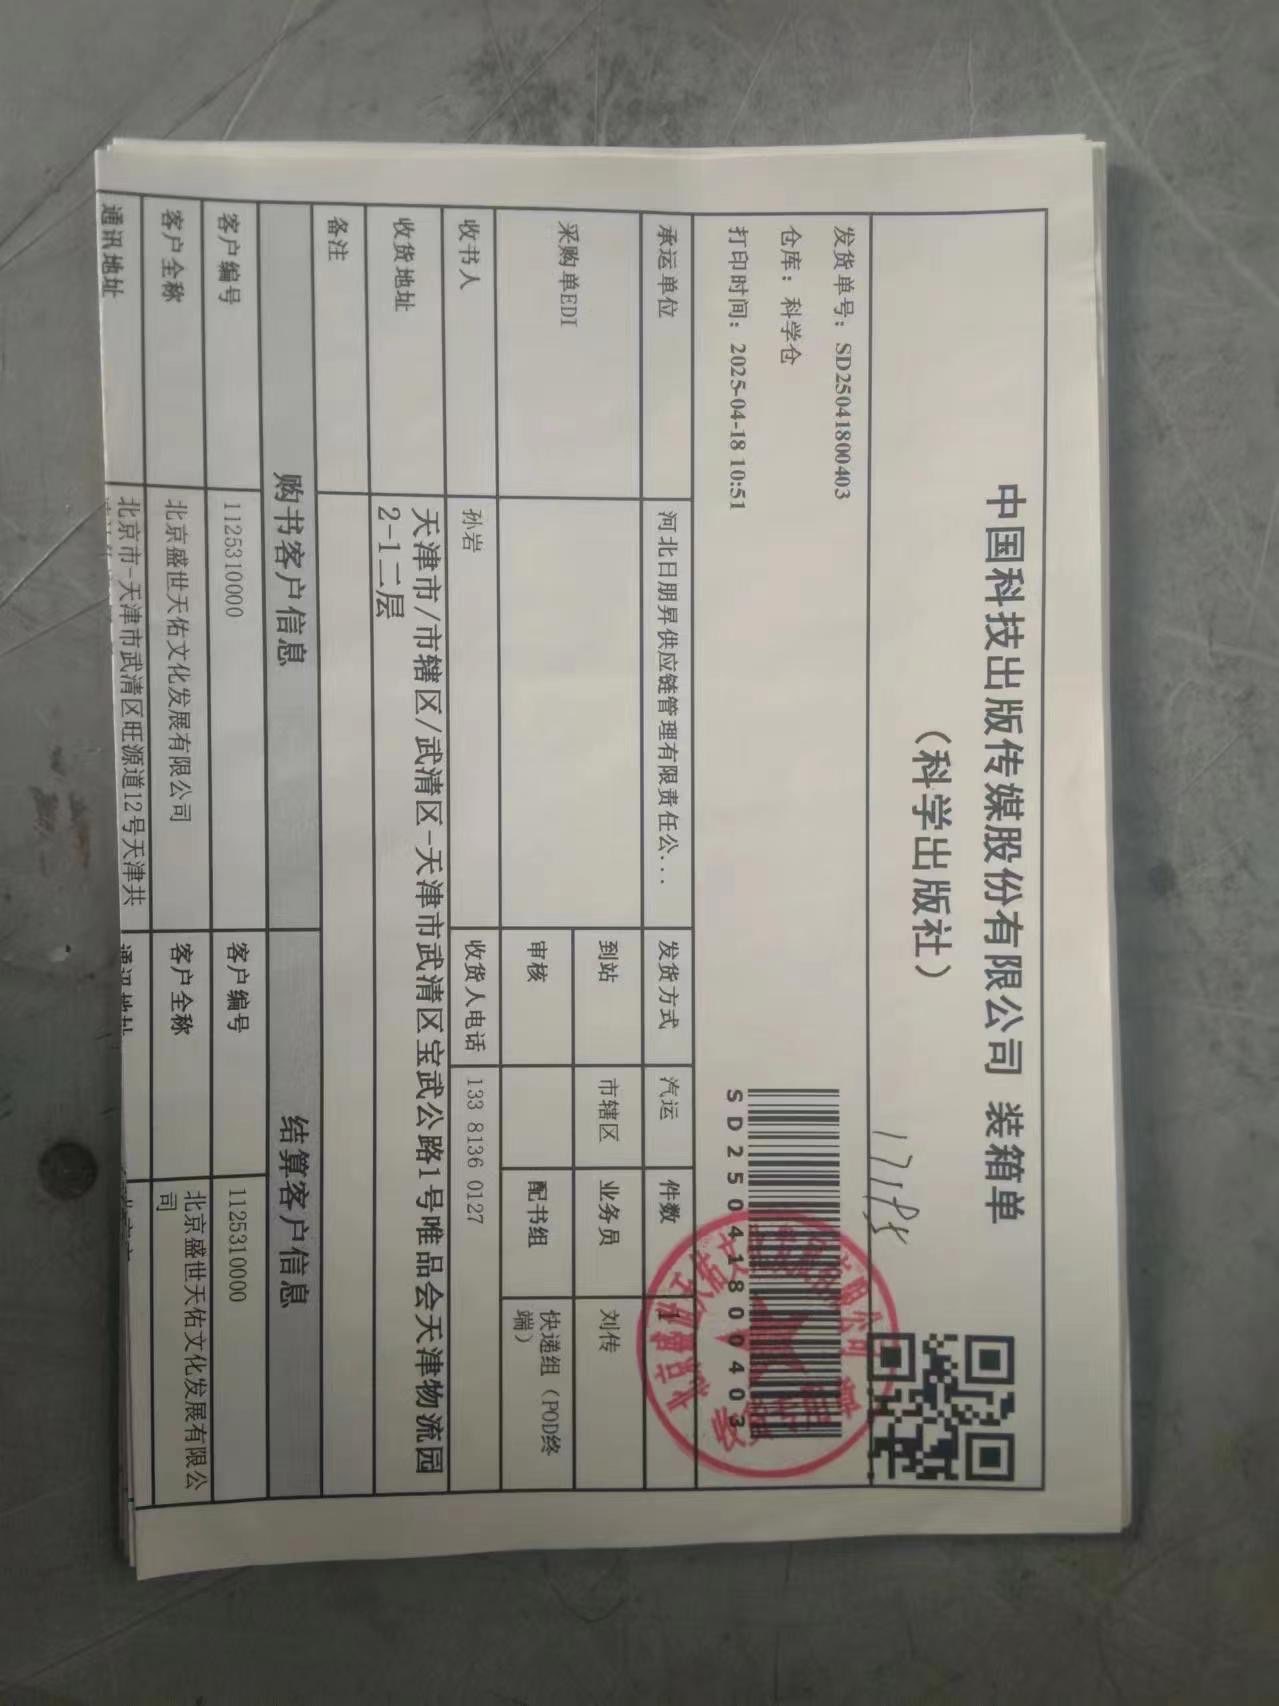 中国科技出版传媒股份有限公司 装箱单
（科学出版社）
发货单号：SD250418​00403
仓库：科学仓
打印时间：2025-04-18 10:51
SD25041800403
承运单位 河北日朋昇供应链管理有限责任公... 发货方式 汽运 件数 1
采购单EDI 到站 市辖区 业务员 刘传
审核 配书组 快递组（POD终端）
收书人 孙岩 收货人电话 133 8136 0127
收货地址 天津市/市辖区/武清区-天津市武清区宝武公路1号唯品会天津物流园
2-1二层
备注
购书客户信息 结算客户信息
客户编号 1125310000 客户编号 1125310000
客户全称 北京盛世天佑文化发展有限公司 客户全称 北京盛世天佑文化发展有限公司
通讯地址 北京市-天津市武清区旺源道12号天津共 通讯地址